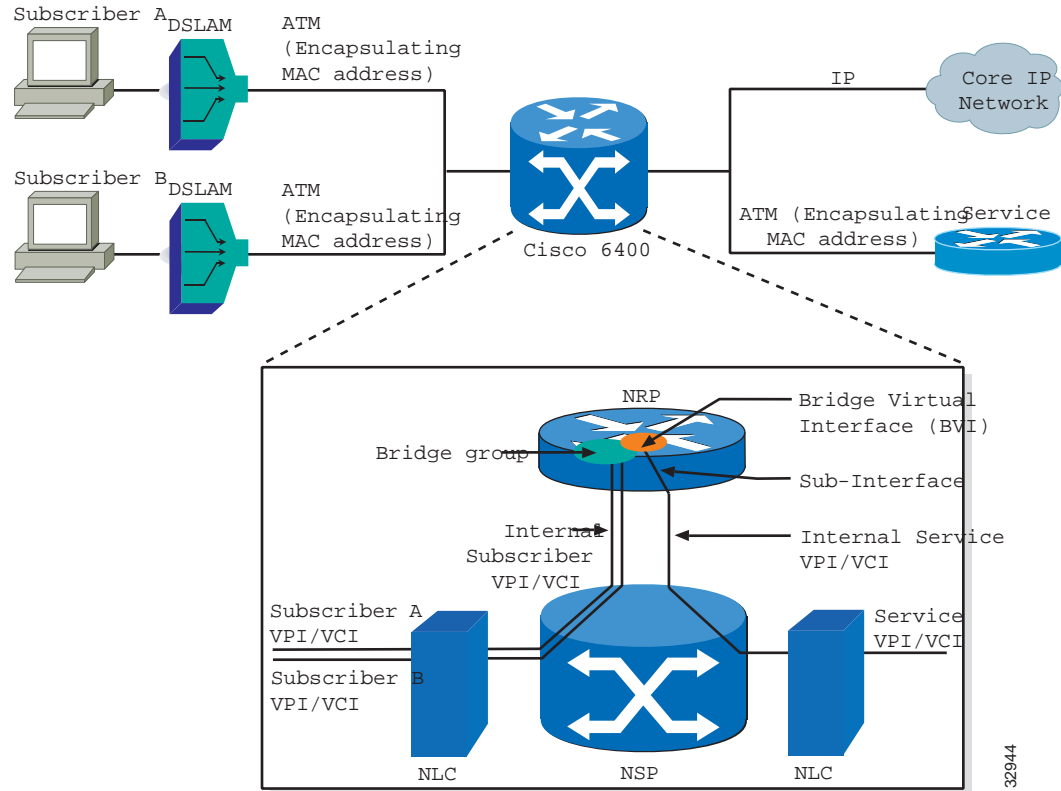 Subscriber A
DSLAM
ATM
(Encapsulating
MAC address)
IP
Core IP
Network
Subscriber B
DSLAM
ATM
(Encapsulating
MAC address)
Cisco 6400
ATM (Encapsulating
MAC address)
Service
NRP
Bridge Virtual
Interface (BVI)
Bridge group
Sub-Interface
Internal
Subscriber
VPI/VCI
Internal Service
VPI/VCI
Subscriber A
VPI/VCI
Subscriber B
VPI/VCI
Service
VPI/VCI
NLC
NSP
NLC
32944